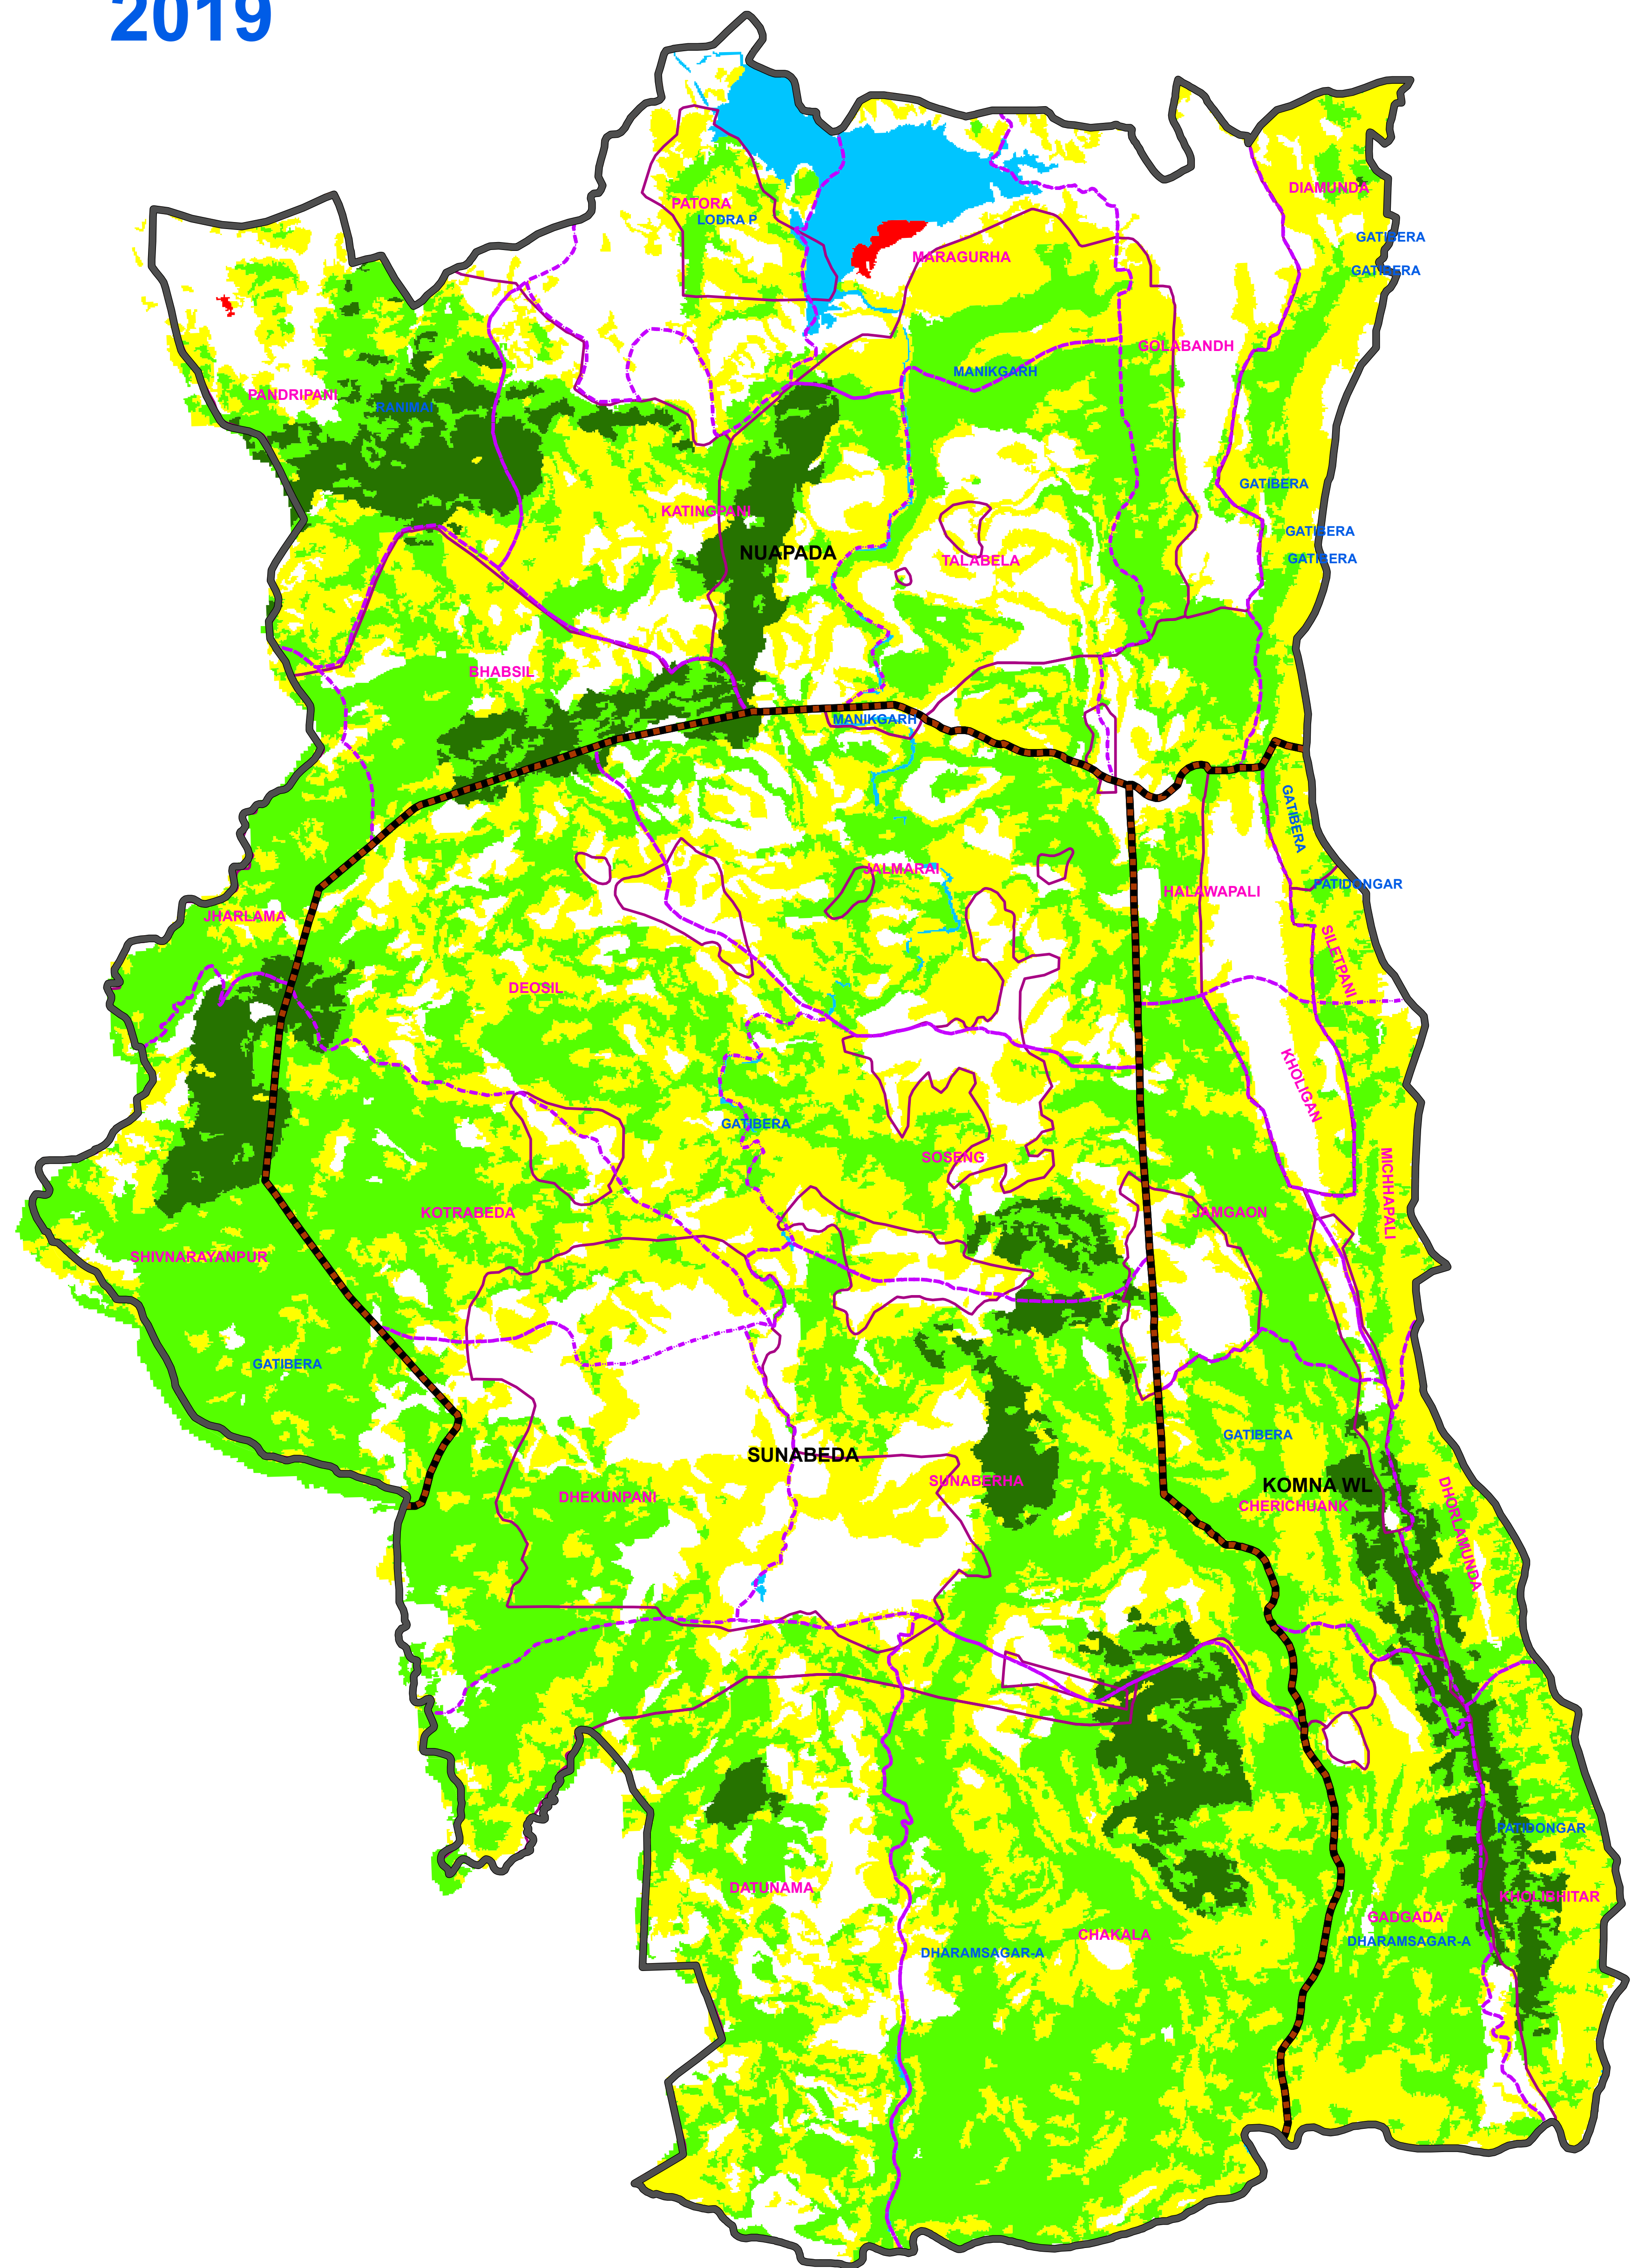 2019
DIAMUNDA
PATORA
LODRA P
GATIBERA
MARAGURHA
GATIBERA
GOLABANDH
MANIKGARH
PANDRIPANI
RANIMAI
GATIBERA
KATINGPANI
GATIBERA
NUAPADA
GATIBERA
TALABELA
BHABSIL
MANIKGARH
GATIBERA
JALMARAI
PATIDONGAR
HALAWAPALI
JHARLAMA
SILETPANI
DEOSIL
KHOLIGAN
GATIBERA
SOSENG
MICHHAPALI
KOTRABEDA
JAMGAON
SHIVNARAYANPUR
GATIBERA
GATIBERA
SUNABEDA
SUNABERHA
KOMNA WL
DHEKUNPANI
CHERICHUANK
DHORLAMUNDA
PATIDONGAR
DATUNAMA
KHOLIBHITAR
GADGADA
CHAKALA
DHARAMSAGAR-A
DHARAMSAGAR-A